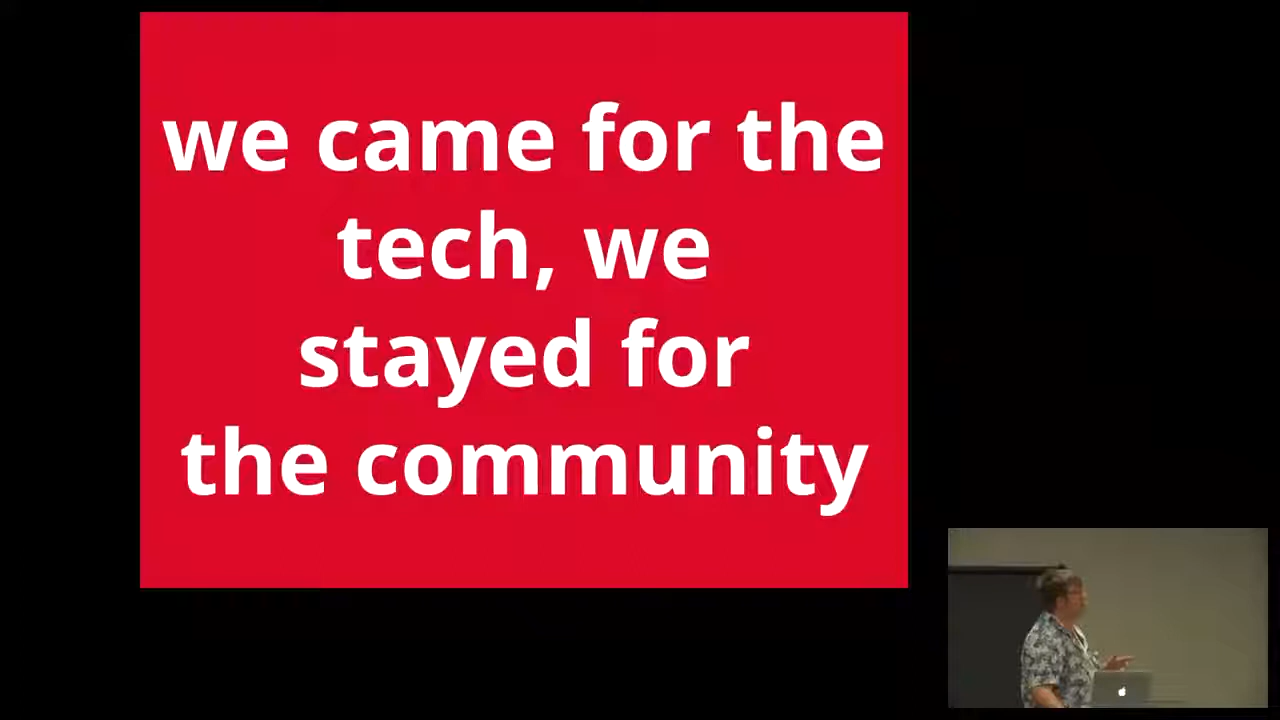 we came for the
tech, we
stayed for
the community